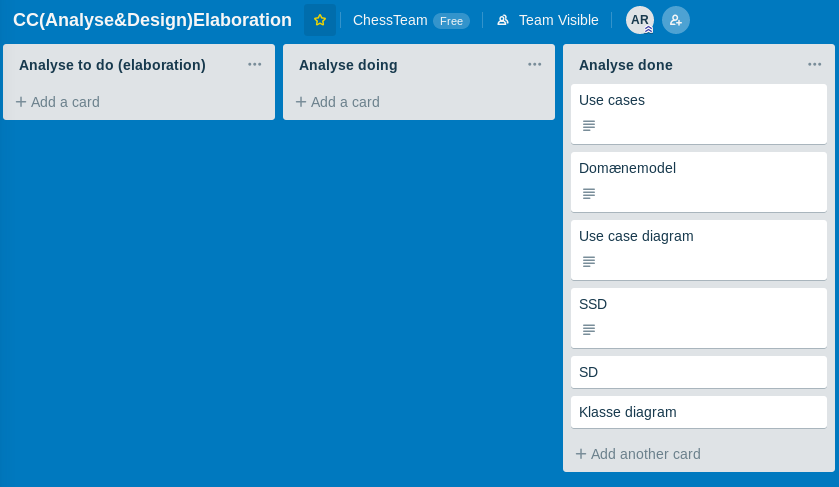 CC(Analyse&Design)Elaboration ChessTeam Free Team Visible AR
Analyse to do (elaboration)
Add a card
Analyse doing
Add a card
Analyse done
Use cases
Domænemodel
Use case diagram
SSD
SD
Klasse diagram
Add another card